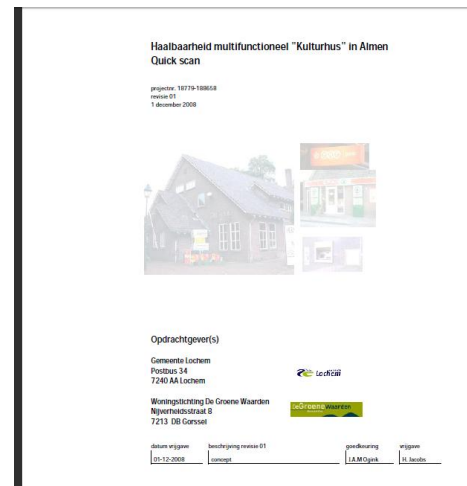 Haalbaarheid multifunctioneel "Kulturhus" in Almen
Quick scan
projectnr. 18779-188658
revisie 01
1 december 2008
Opdrachtgever(s)
Gemeente Lochem
Postbus 34
7240 AA Lochem
Lochem
Woningstichting De Groene Waarden
Nijverheidsstraat 8
7213 DB Gorssel
DeGroene waarden
datum vrijgave beschrijving revisie 01 goedkeuring vrijgave
01-12-2008 concept J.A.M Ogink H. Jacobs